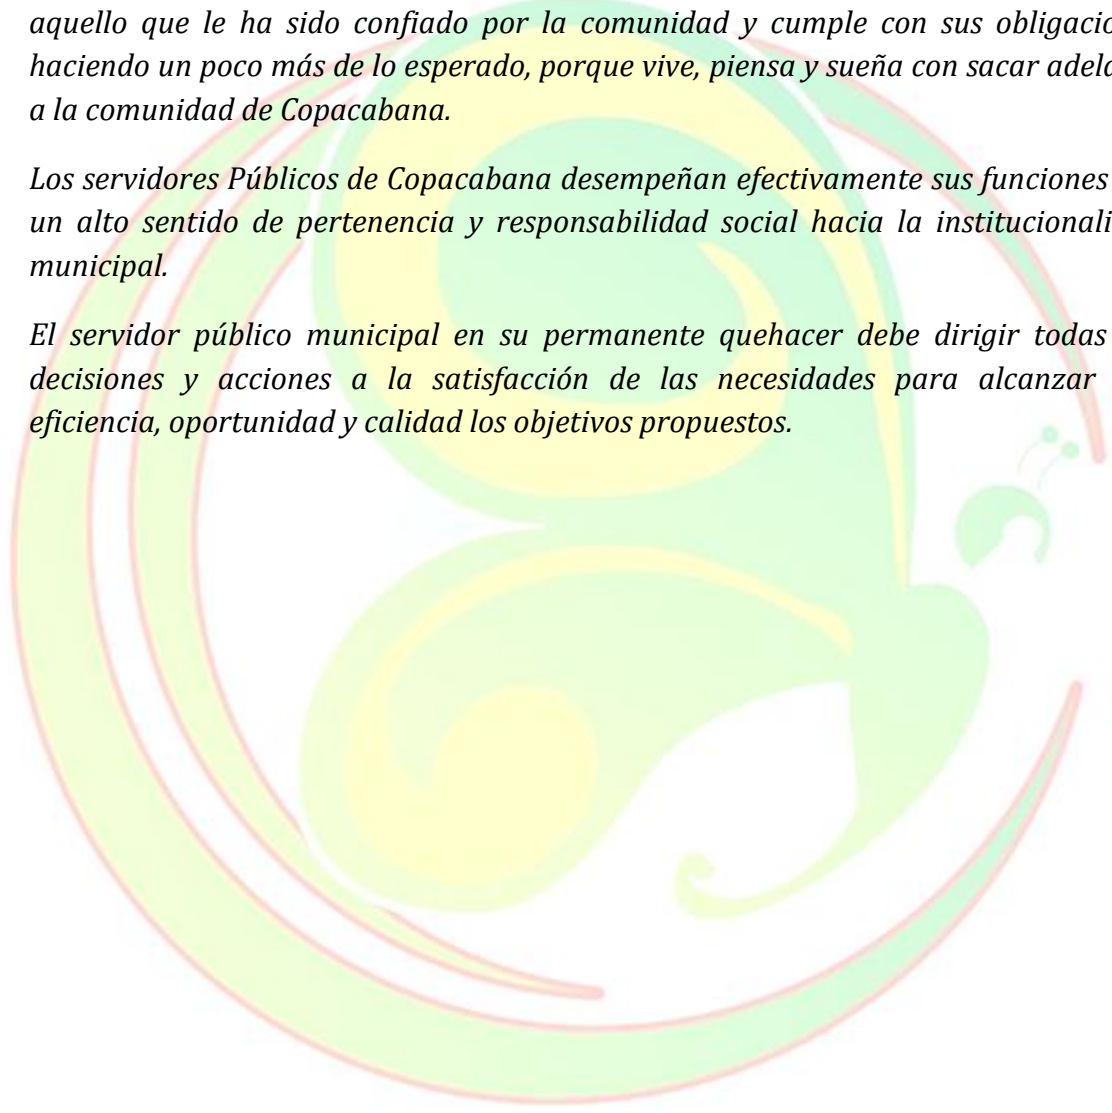 aquello que le ha sido confiado por la comunidad y cumple con sus obligacio
haciendo un poco más de lo esperado, porque vive, piensa y sueña con sacar adela
a la comunidad de Copacabana.
Los servidores Públicos de Copacabana desempeñan efectivamente sus funciones
un alto sentido de pertenencia y responsabilidad social hacia la institucionali
municipal.
El servidor público municipal en su permanente quehacer debe dirigir todas
decisiones y acciones a la satisfacción de las necesidades para alcanzar
eficiencia, oportunidad y calidad los objetivos propuestos.